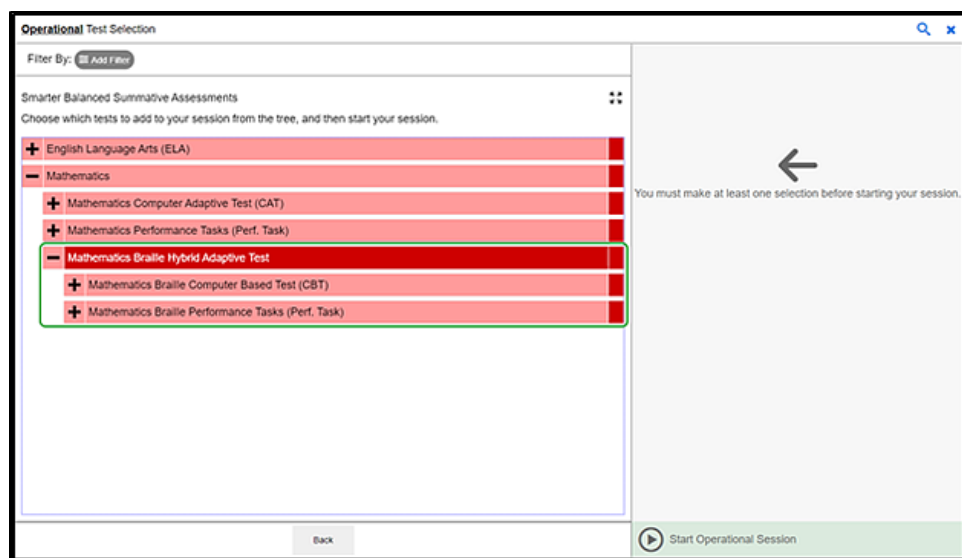 Operational Test Selection
Filter By: Add Filter
Smarter Balanced Summative Assessments
Choose which tests to add to your session from the tree, and then start your session.
English Language Arts (ELA)
Mathematics
Mathematics Computer Adaptive Test (CAT)
Mathematics Performance Tasks (Perf. Task)
Mathematics Braille Hybrid Adaptive Test
Mathematics Braille Computer Based Test (CBT)
Mathematics Braille Performance Tasks (Perf. Task)
Back
You must make at least one selection before starting your session.
Start Operational Session